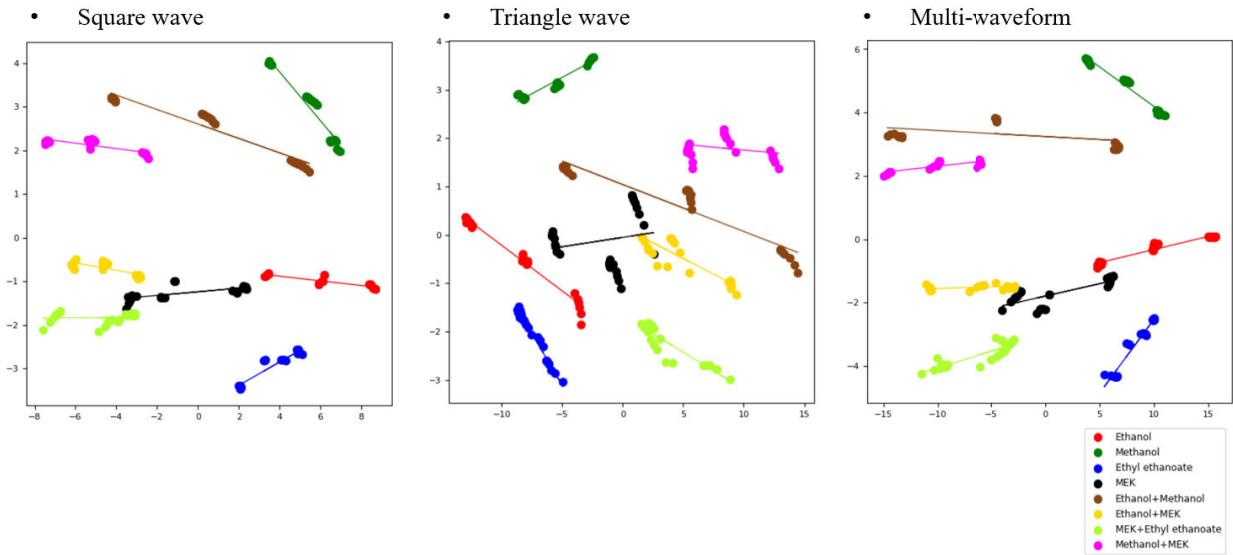 • Square wave
• Triangle wave
• Multi-waveform
4
3
2
1
0
−1
−2
−3
−8 −6 −4 −2 0 2 4 6 8
4
3
2
1
0
−1
−2
−3
−10 −5 0 5 10 15
6
4
2
0
−2
−4
−15 −10 −5 0 5 10 15
Ethanol
Methanol
Ethyl ethanoate
MEK
Ethanol+Methanol
Ethanol+MEK
MEK+Ethyl ethanoate
Methanol+MEK